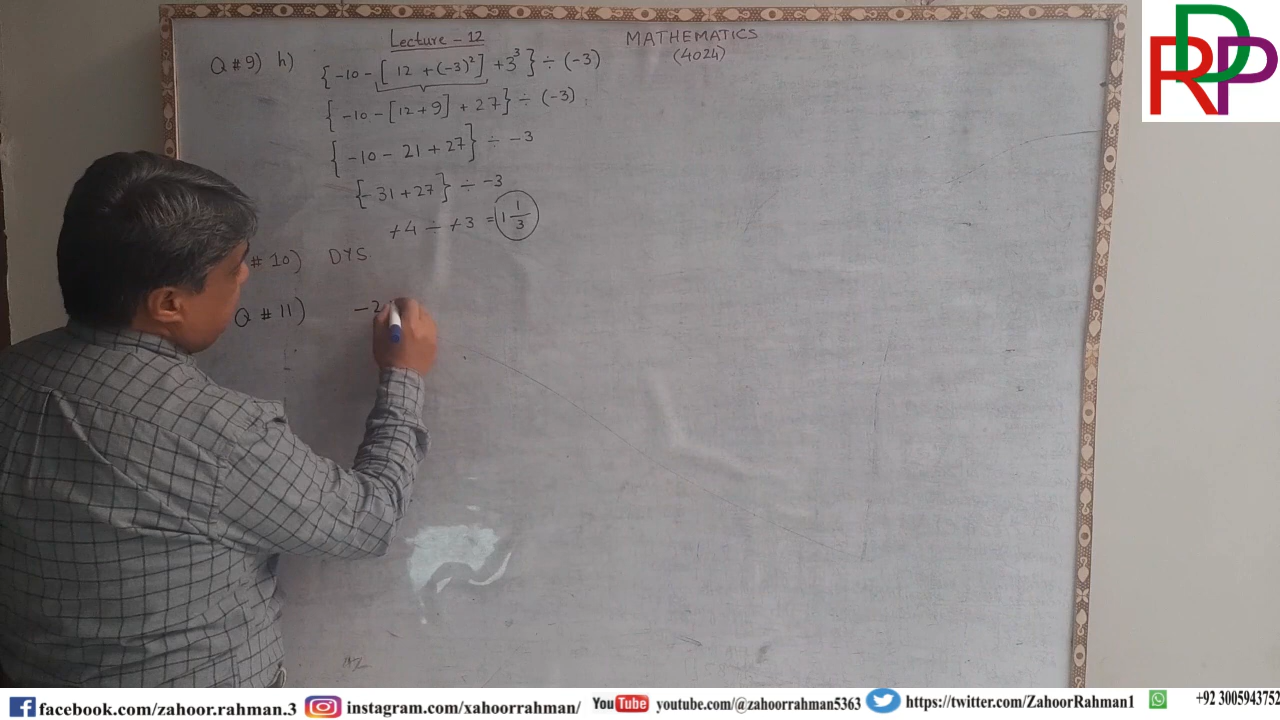 Lecture - 12
MATHEMATICS
(4024)
Q # 9) h) {-10 - [12 + (-3)²] + 3³} ÷ (-3)
{-10 - [12 + 9] + 27} ÷ (-3)
{-10 - 21 + 27} ÷ -3
{-31 + 27} ÷ -3
-4 ÷ -3 = 1 1/3
# 10) DYS.
Q # 11) -2
RDP
facebook.com/zahoor.rahman.3
instagram.com/zahoorrahman/
YouTube youtube.com/@zahoorrahman5363
https://twitter.com/ZahoorRahman1
+92 3005943752